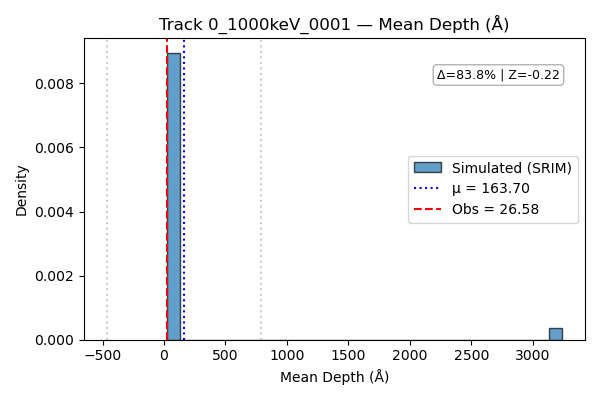 Track 0_1000keV_0001 — Mean Depth (Å)
Δ=83.8% | Z=-0.22
Simulated (SRIM)
μ = 163.70
Obs = 26.58
Density
0.008
0.006
0.004
0.002
0.000
−500 0 500 1000 1500 2000 2500 3000
Mean Depth (Å)